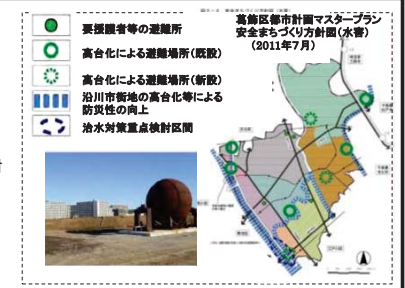 葛飾区都市計画マスタープラン
安全まちづくり方針図（水害）
（2011年7月）
要援護者等の避難所
高台化による避難場所（既設）
高台化による避難場所（新設）
沿川市街地の高台化等による
防災性の向上
治水対策重点検討区間